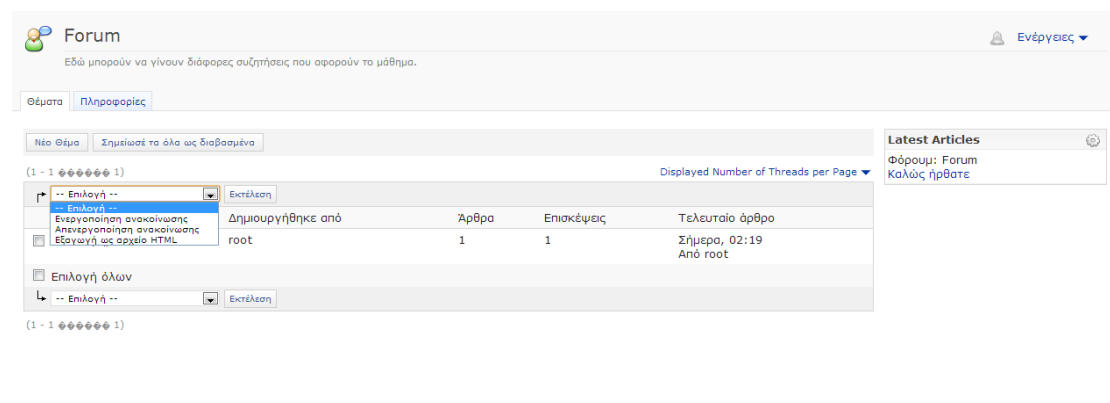 Forum
Ενέργειες
Εδώ μπορούν να γίνουν διάφορες συζητήσεις που αφορούν το μάθημα.
Θέματα Πληροφορίες
Νέο Θέμα Σημείωσέ τα όλα ως διαβασμένα
Latest Articles
Φόρουμ: Forum
Καλώς ήρθατε
(1 - 1 ������ 1) Displayed Number of Threads per Page
-- Επιλογή -- Εκτέλεση
-- Επιλογή --
Ενεργοποίηση ανακοίνωσης
Απενεργοποίηση ανακοίνωσης
Εξαγωγή ως αρχείο HTML
Δημιουργήθηκε από Άρθρα Επισκέψεις Τελευταίο άρθρο
root 1 1 Σήμερα, 02:19
Από root
Επιλογή όλων
-- Επιλογή -- Εκτέλεση
(1 - 1 ������ 1)